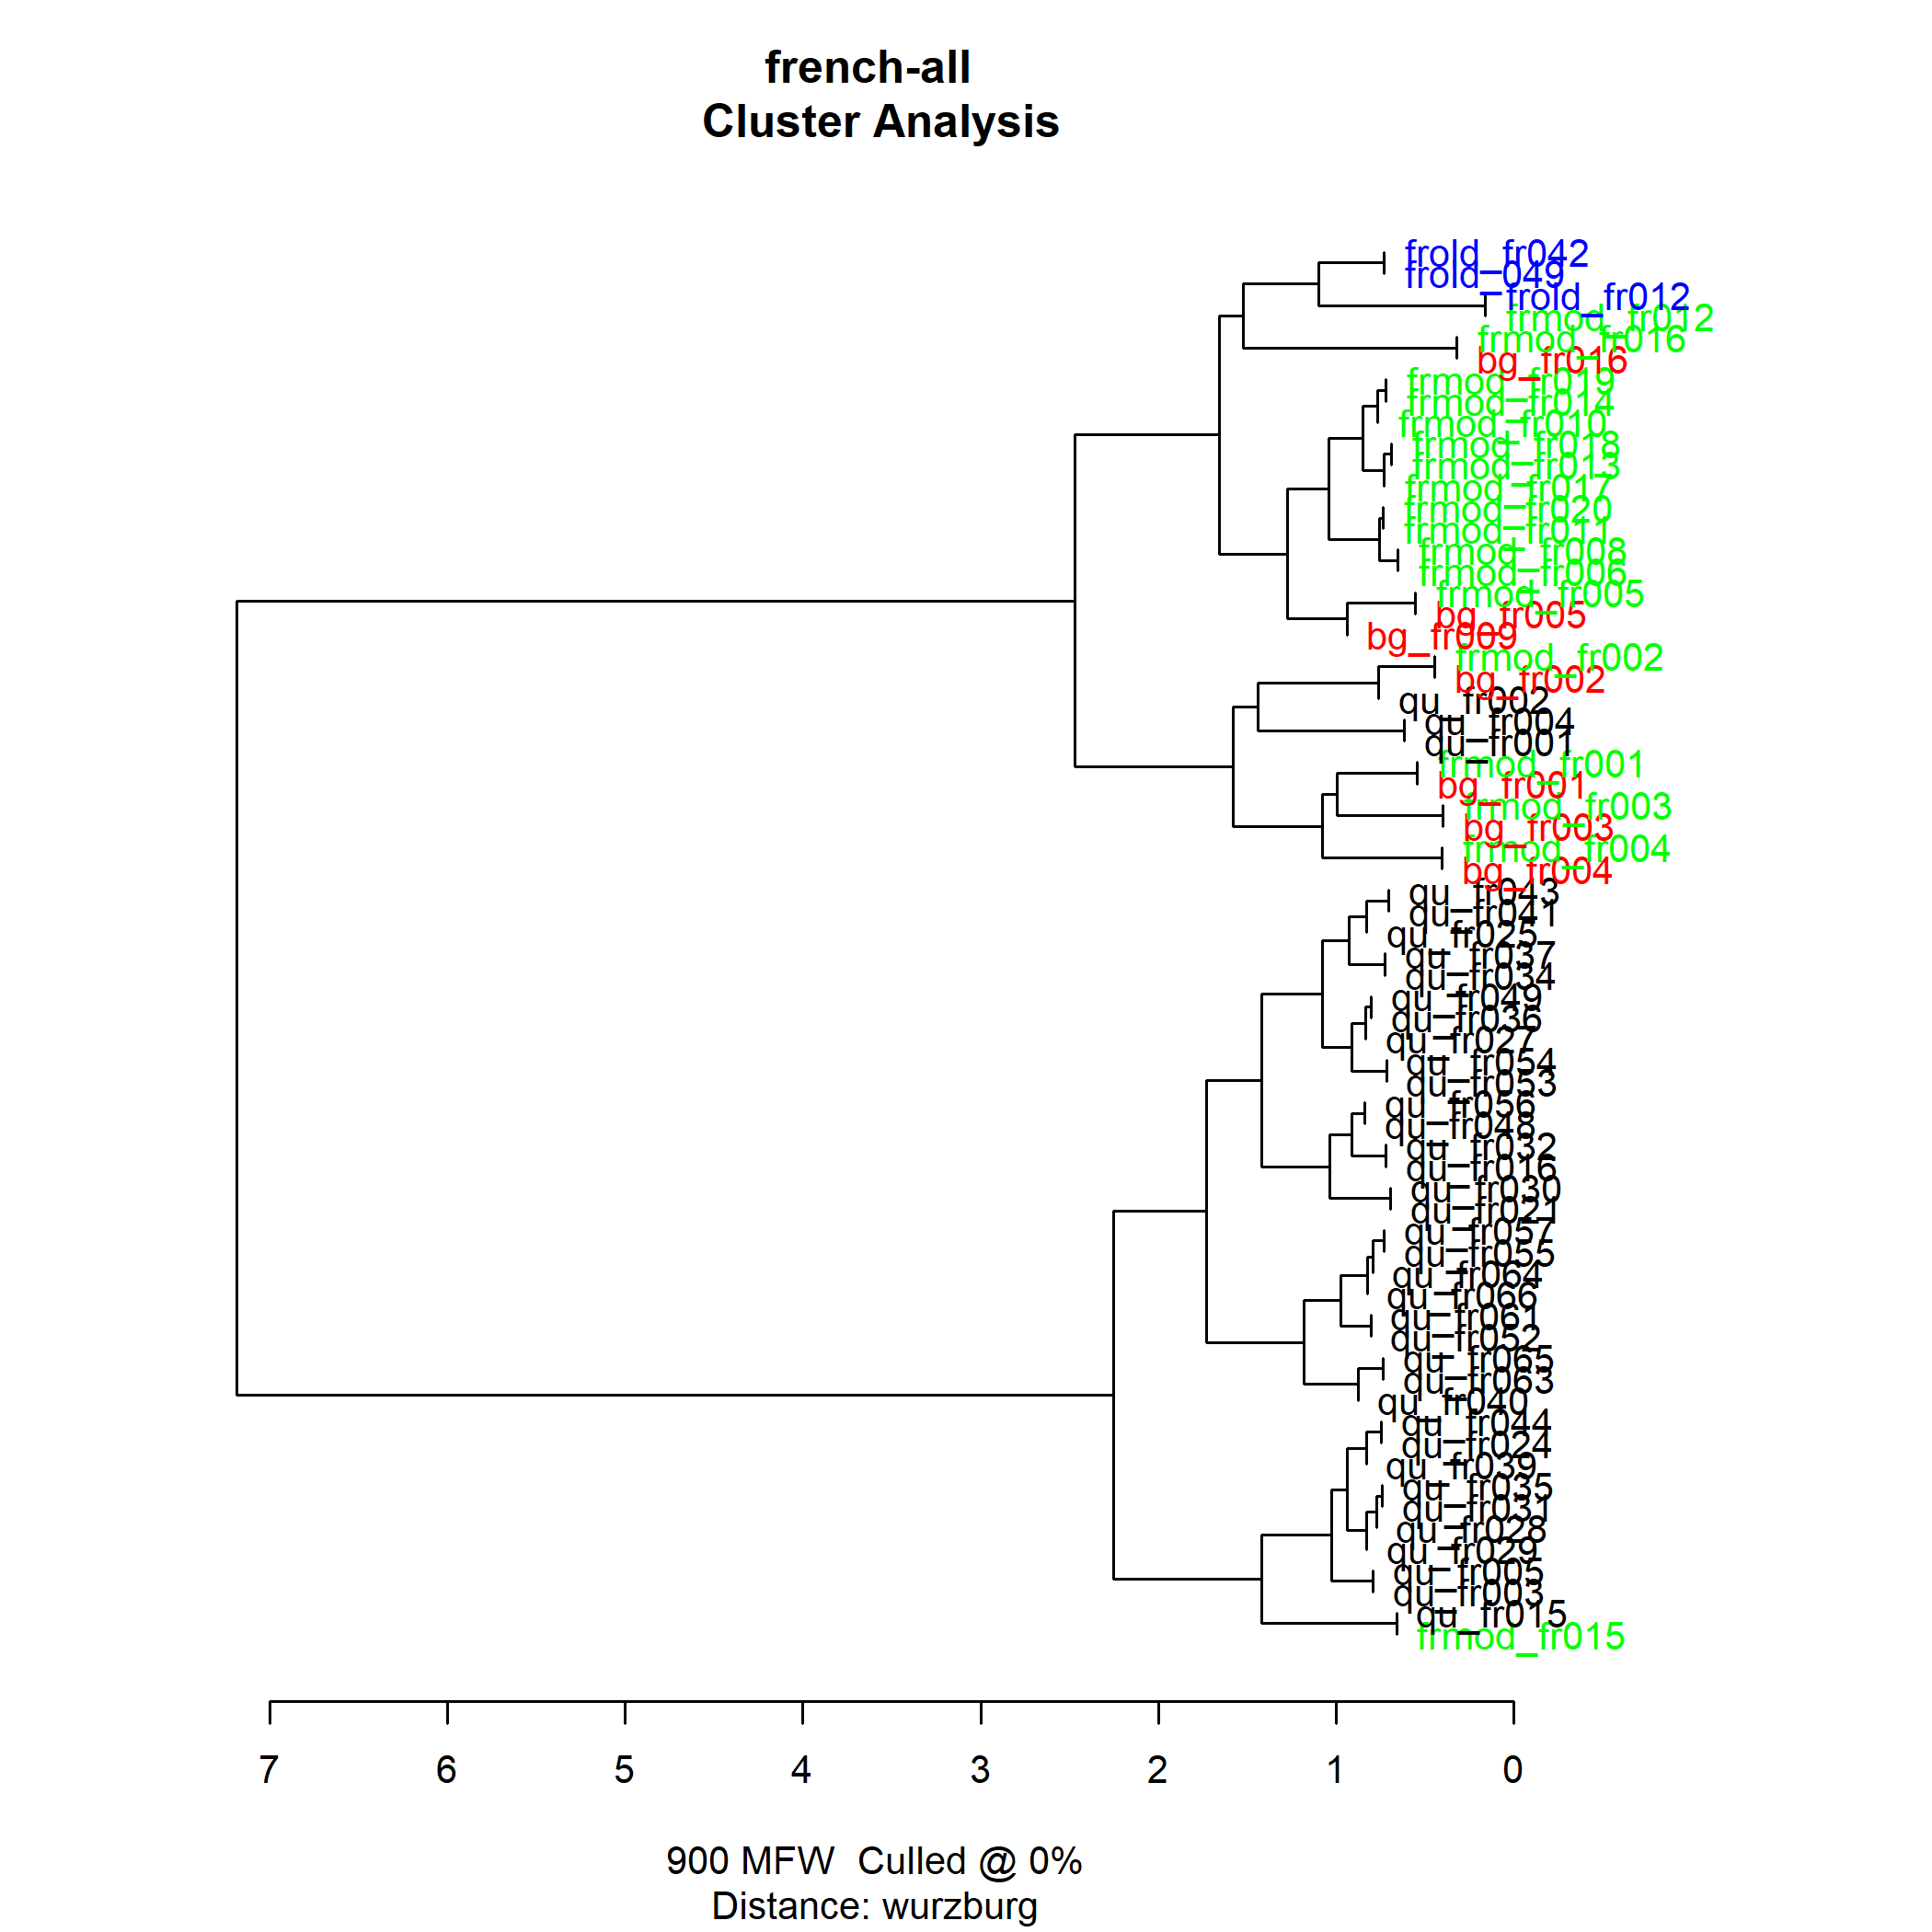 french-all
Cluster Analysis
frold_fr042
frold_049
frold_fr012
frmod_fr012
frmod_fr016
bg_fr016
frmod_fr019
frmod_fr014
frmod_fr010
frmod_fr018
frmod_fr013
frmod_fr017
frmod_fr020
frmod_fr011
frmod_fr008
frmod_fr006
frmod_fr005
bg_fr005
bg_fr009
frmod_fr002
bg_fr002
qu_fr002
qu_fr004
qu_fr001
frmod_fr001
bg_fr001
frmod_fr003
bg_fr003
frmod_fr004
bg_fr004
qu_fr043
qu_fr041
qu_fr025
qu_fr037
qu_fr034
qu_fr049
qu_fr036
qu_fr027
qu_fr054
qu_fr053
qu_fr056
qu_fr048
qu_fr032
qu_fr016
qu_fr030
qu_fr021
qu_fr057
qu_fr055
qu_fr064
qu_fr066
qu_fr061
qu_fr052
qu_fr065
qu_fr063
qu_fr040
qu_fr044
qu_fr024
qu_fr039
qu_fr035
qu_fr031
qu_fr028
qu_fr029
qu_fr005
qu_fr003
qu_fr015
frmod_fr015
7 6 5 4 3 2 1 0
900 MFW  Culled @ 0%
Distance: wurzburg